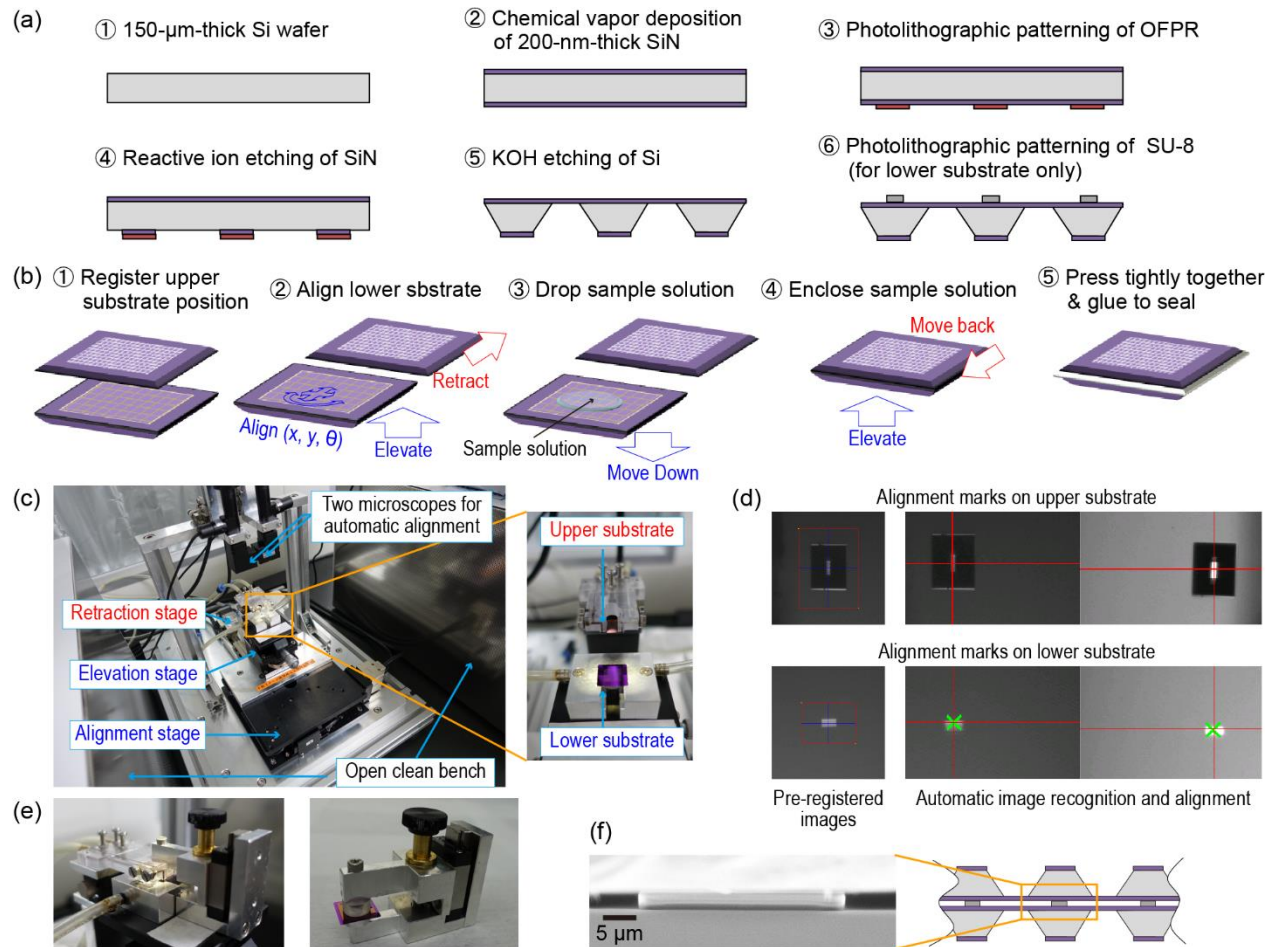 (a)
① 150-μm-thick Si wafer
② Chemical vapor deposition
of 200-nm-thick SiN
③ Photolithographic patterning of OFPR
④ Reactive ion etching of SiN
⑤ KOH etching of Si
⑥ Photolithographic patterning of SU-8
(for lower substrate only)
(b)
① Register upper
substrate position
② Align lower sbstrate
③ Drop sample solution
④ Enclose sample solution
⑤ Press tightly together
& glue to seal
Retract
Align (x, y, θ)
Elevate
Sample solution
Move Down
Move back
Elevate
(c)
Two microscopes for
automatic alignment
Retraction stage
Elevation stage
Alignment stage
Open clean bench
Upper substrate
Lower substrate
(d)
Alignment marks on upper substrate
Alignment marks on lower substrate
Pre-registered
images
Automatic image recognition and alignment
(e)
(f)
5 μm